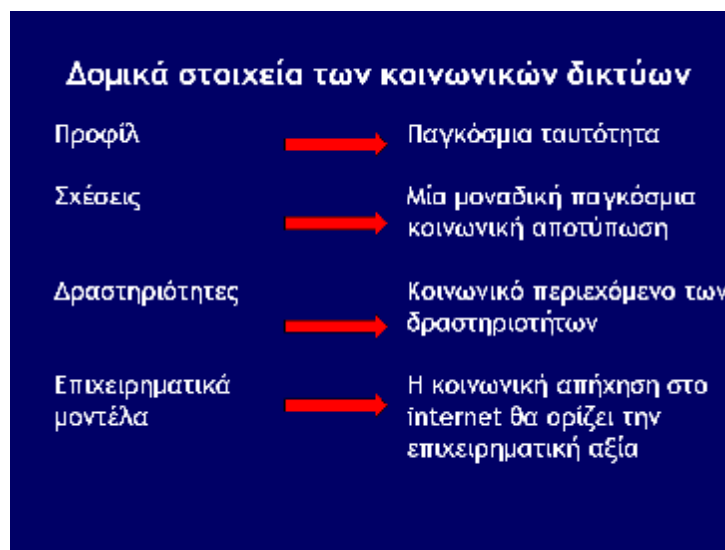 Δομικά στοιχεία των κοινωνικών δικτύων
Προφίλ
Παγκόσμια ταυτότητα
Σχέσεις
Μία μοναδική παγκόσμια
κοινωνική αποτύπωση
Δραστηριότητες
Κοινωνικό περιεχόμενο των
δραστηριοτήτων
Επιχειρηματικά
μοντέλα
Η κοινωνική απήχηση στο
internet θα ορίζει την
επιχειρηματική αξία